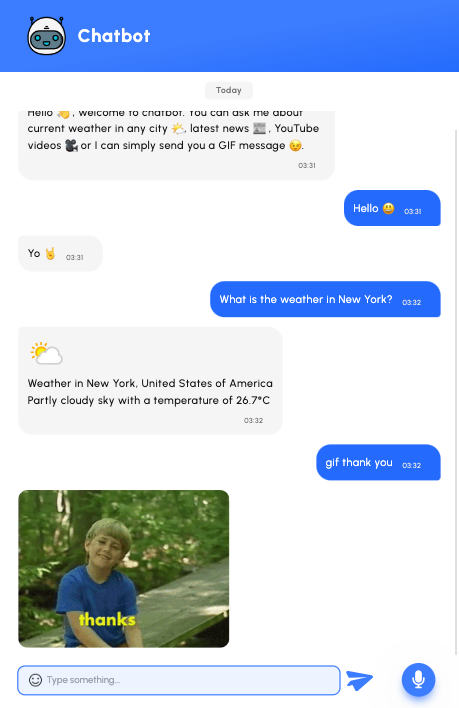 Chatbot
Today
Hello 👋, welcome to chatbot. You can ask me about
current weather in any city 🌤️, latest news 📰, YouTube
videos 🎥 or I can simply send you a GIF message 😉.
03:31
Hello 😃 03:31
Yo 🤘 03:31
What is the weather in New York? 03:32
Weather in New York, United States of America
Partly cloudy sky with a temperature of 26.7°C
03:32
gif thank you 03:32
thanks
Type something...